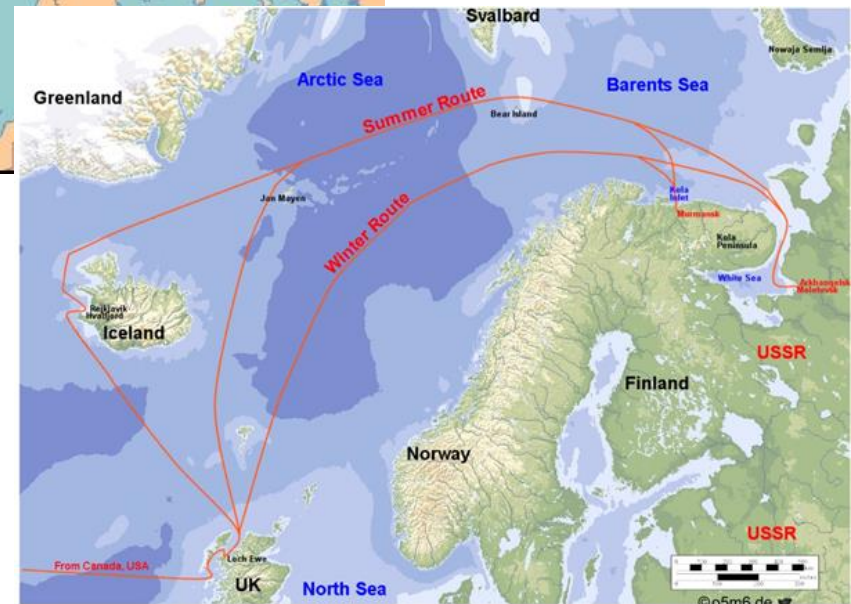 Svalbard
Nowaja Semlja
Arctic Sea
Barents Sea
Greenland
Summer Route
Bear Island
Jan Mayen
Kola
Inlet
Murmansk
Winter Route
Kola
Peninsula
White Sea
Arkhangelsk
Molotovsk
Reikjavik
Hvalfjord
Iceland
USSR
Finland
Norway
USSR
From Canada, USA
Loch Ewe
UK
North Sea
©o5m6.de